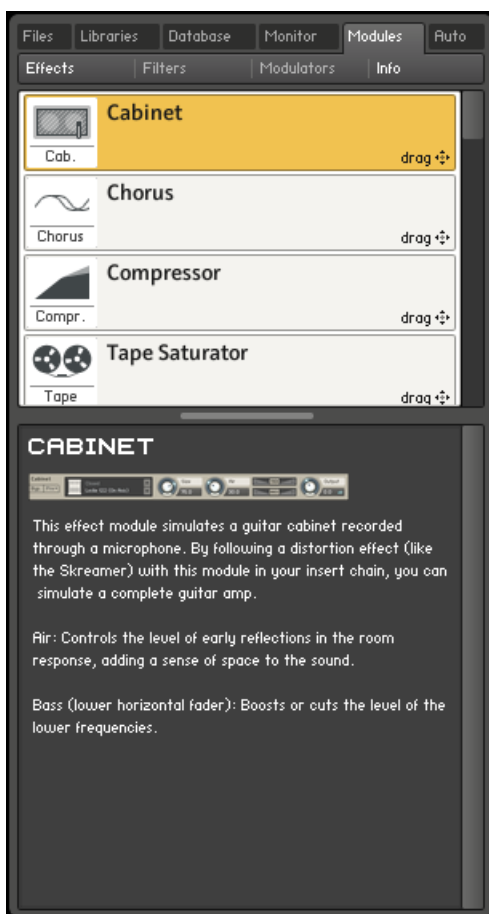 Files Libraries Database Monitor Modules Auto
Effects Filters Modulators Info
Cabinet
Cab.
drag
Chorus
Chorus
drag
Compressor
Compr.
drag
Tape Saturator
Tape
drag
CABINET
Cabinet
This effect module simulates a guitar cabinet recorded
through a microphone. By following a distortion effect (like
the Skreamer) with this module in your insert chain, you can
simulate a complete guitar amp.
Air: Controls the level of early reflections in the room
response, adding a sense of space to the sound.
Bass (lower horizontal fader): Boosts or cuts the level of the
lower frequencies.